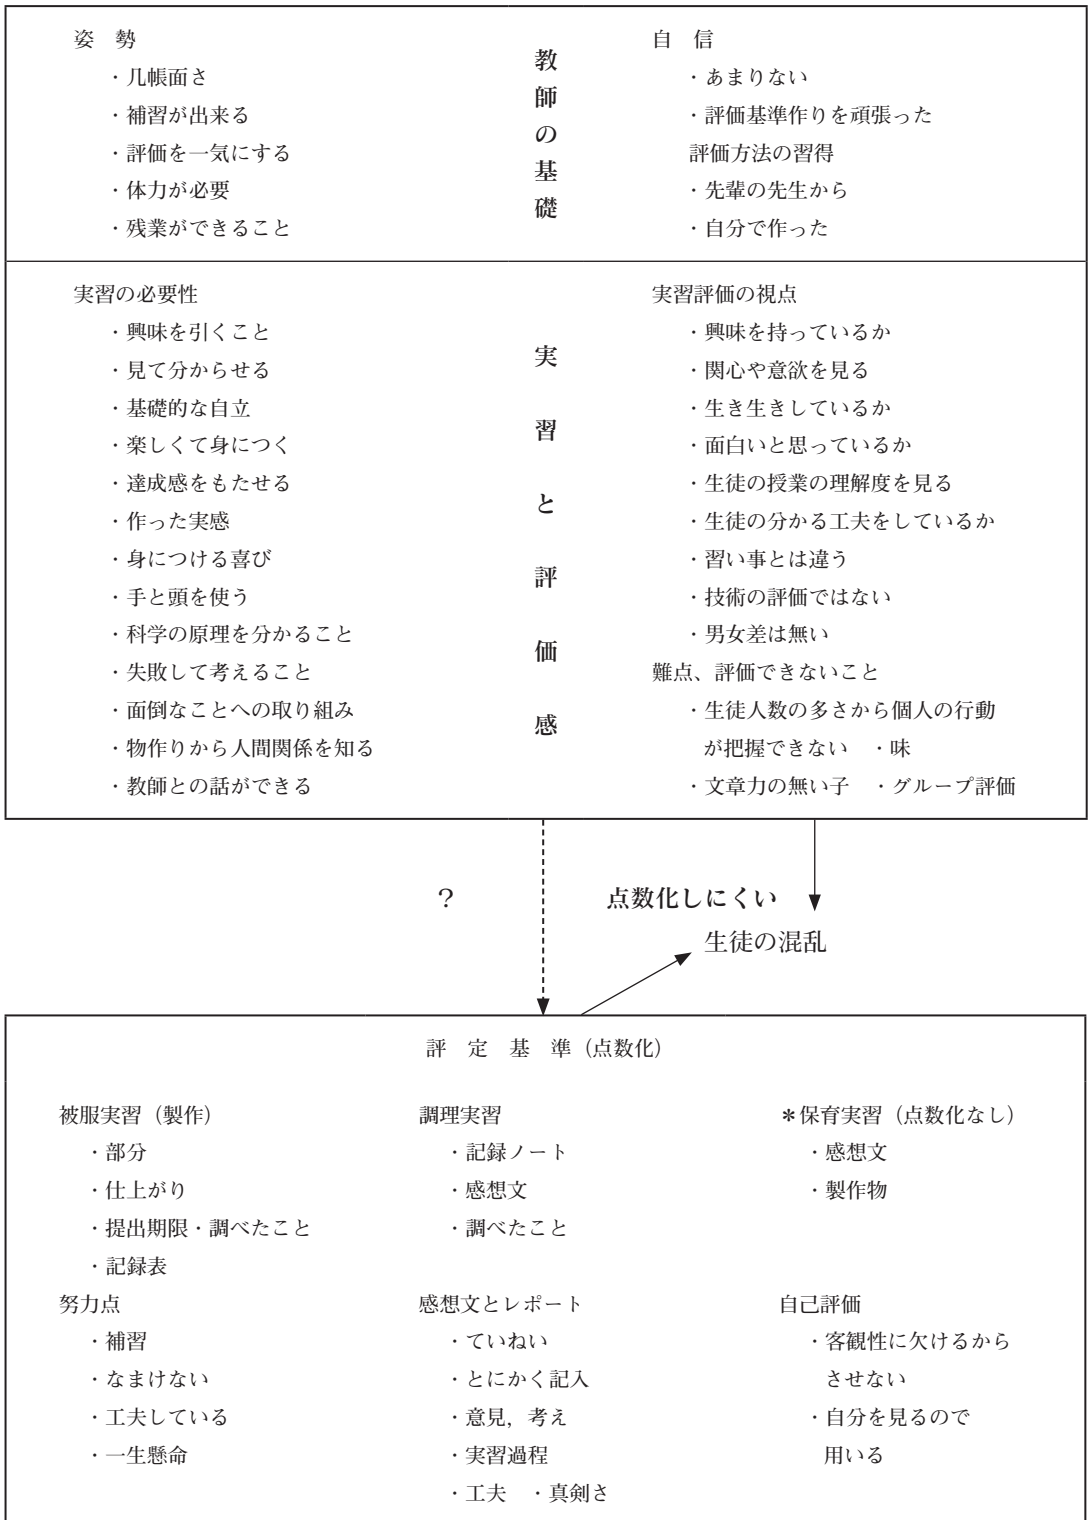 教師の基礎
姿　勢
・几帳面さ
・補習が出来る
・評価を一気にする
・体力が必要
・残業ができること
自　信
・あまりない
・評価基準作りを頑張った
評価方法の習得
・先輩の先生から
・自分で作った
実習と評価感
実習の必要性
・興味を引くこと
・見て分からせる
・基礎的な自立
・楽しくて身につく
・達成感をもたせる
・作った実感
・身につける喜び
・手と頭を使う
・科学の原理を分かること
・失敗して考えること
・面倒なことへの取り組み
・物作りから人間関係を知る
・教師との話ができる
実習評価の視点
・興味を持っているか
・関心や意欲を見る
・生き生きしているか
・面白いと思っているか
・生徒の授業の理解度を見る
・生徒の分かる工夫をしているか
・習い事とは違う
・技術の評価ではない
・男女差は無い
難点、評価できないこと
・生徒人数の多さから個人の行動
が把握できない　・味
・文章力の無い子　・グループ評価
？
点数化しにくい
生徒の混乱
評　定　基　準（点数化）
被服実習（製作）
・部分
・仕上がり
・提出期限・調べたこと
・記録表
調理実習
・記録ノート
・感想文
・調べたこと
＊保育実習（点数化なし）
・感想文
・製作物
努力点
・補習
・なまけない
・工夫している
・一生懸命
感想文とレポート
・ていねい
・とにかく記入
・意見，考え
・実習過程
・工夫　・真剣さ
自己評価
・客観性に欠けるから
させない
・自分を見るので
用いる